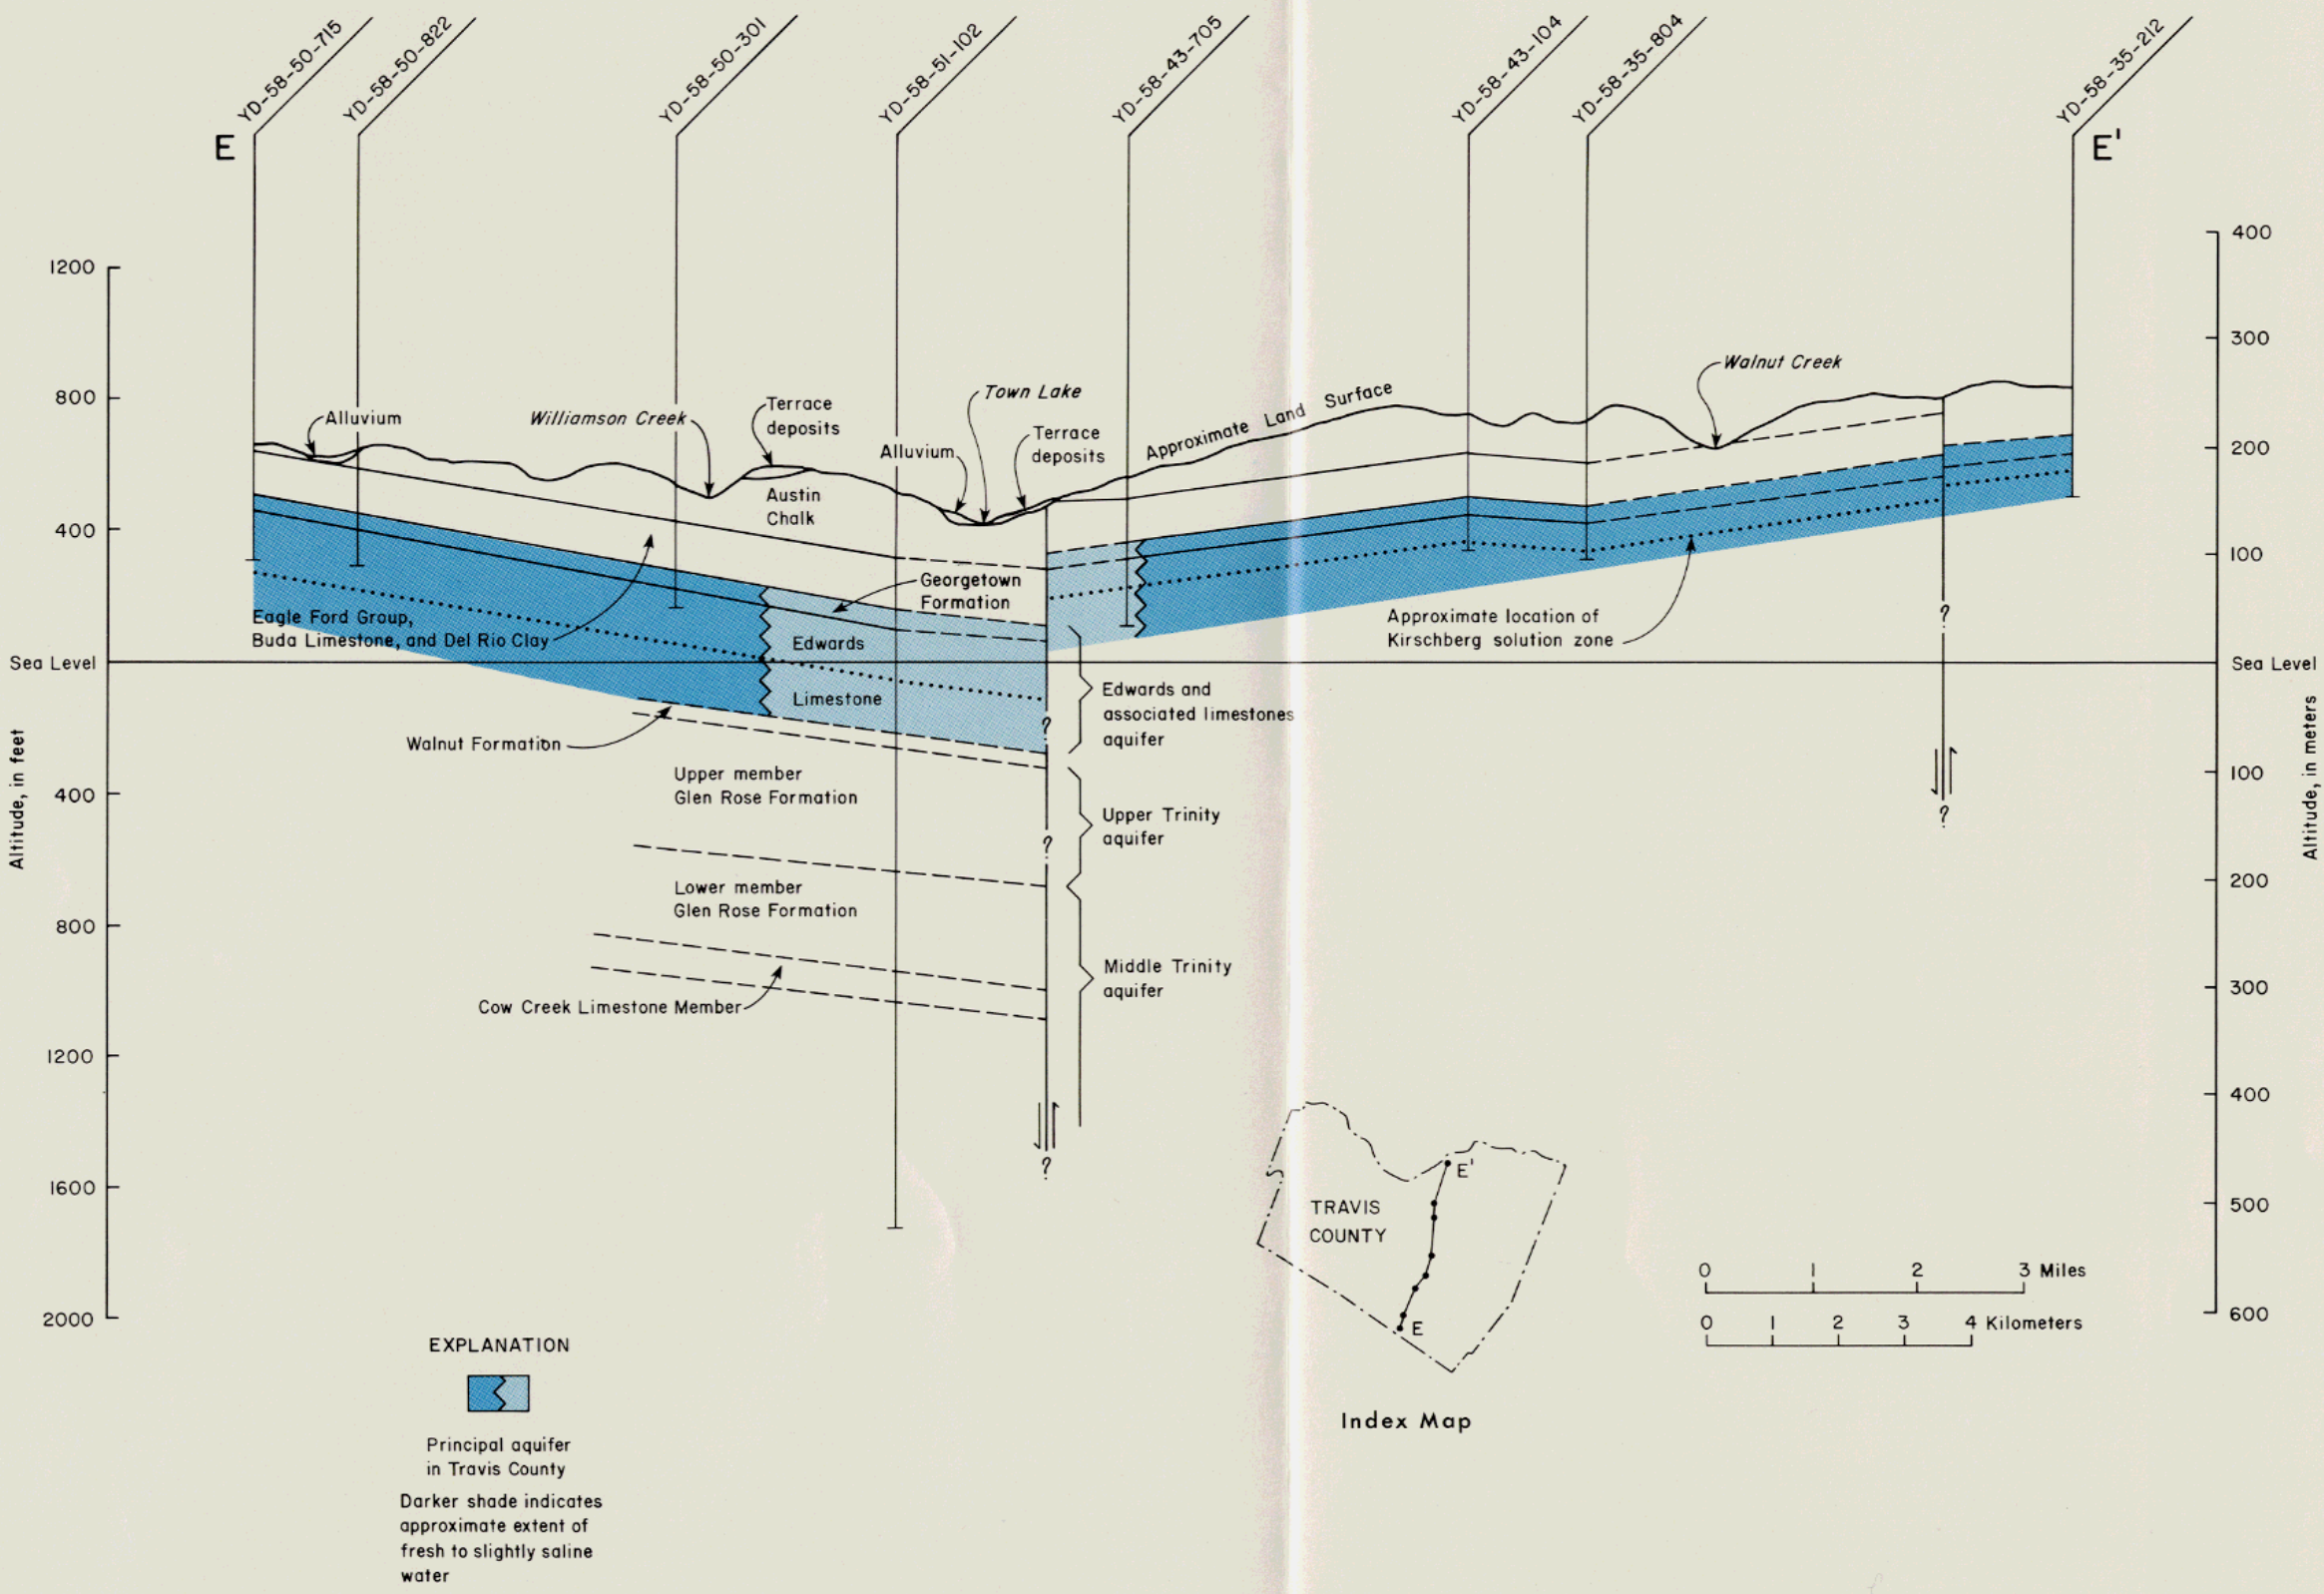 YD-58-50-715
YD-58-50-822
YD-58-50-301
YD-58-51-102
YD-58-43-705
YD-58-43-104
YD-58-35-804
YD-58-35-212
E
E'
1200
800
400
Sea Level
400
800
1200
1600
2000
Altitude, in feet
400
300
200
100
Sea Level
100
200
300
400
500
600
Altitude, in meters
Alluvium
Williamson Creek
Terrace
deposits
Alluvium
Town Lake
Terrace
deposits
Approximate Land Surface
Walnut Creek
Austin
Chalk
Georgetown
Formation
Eagle Ford Group,
Buda Limestone, and Del Rio Clay
Edwards
Limestone
Approximate location of
Kirschberg solution zone
?
?
Walnut Formation
Edwards and
associated limestones
aquifer
?
Upper member
Glen Rose Formation
Upper Trinity
aquifer
?
Lower member
Glen Rose Formation
Middle Trinity
aquifer
Cow Creek Limestone Member
?
TRAVIS
COUNTY
E'
E
Index Map
0 1 2 3 Miles
0 1 2 3 4 Kilometers
EXPLANATION
Principal aquifer
in Travis County
Darker shade indicates
approximate extent of
fresh to slightly saline
water